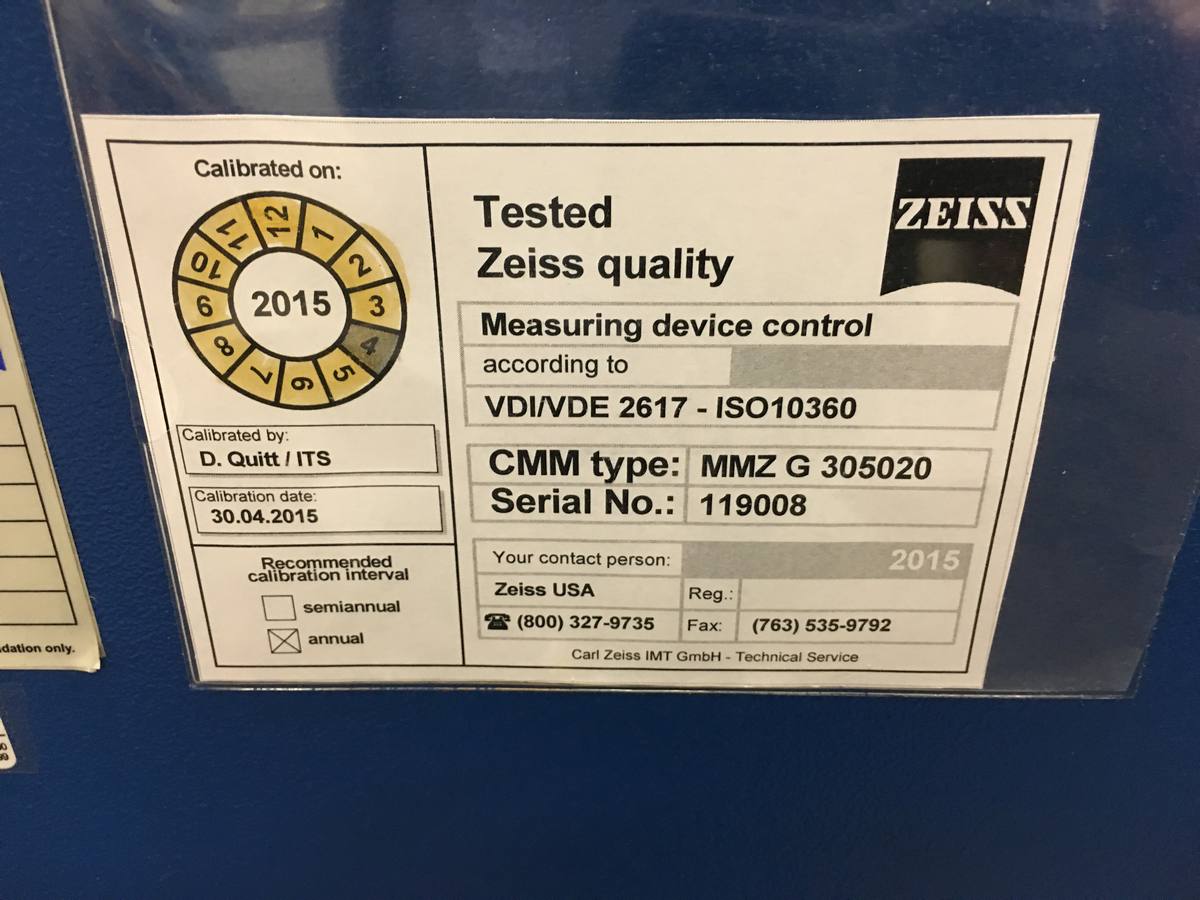 Calibrated on:
12
1
2
3
4
5
6
7
8
9
10
11
2015
Calibrated by:
D. Quitt / ITS
Calibration date:
30.04.2015
Recommended
calibration interval
semiannual
annual
Tested
Zeiss quality
ZEISS
Measuring device control
according to
VDI/VDE 2617 - ISO10360
CMM type: MMZ G 305020
Serial No.: 119008
Your contact person: 2015
Zeiss USA Reg.:
☎ (800) 327-9735 Fax: (763) 535-9792
Carl Zeiss IMT GmbH - Technical Service
only.